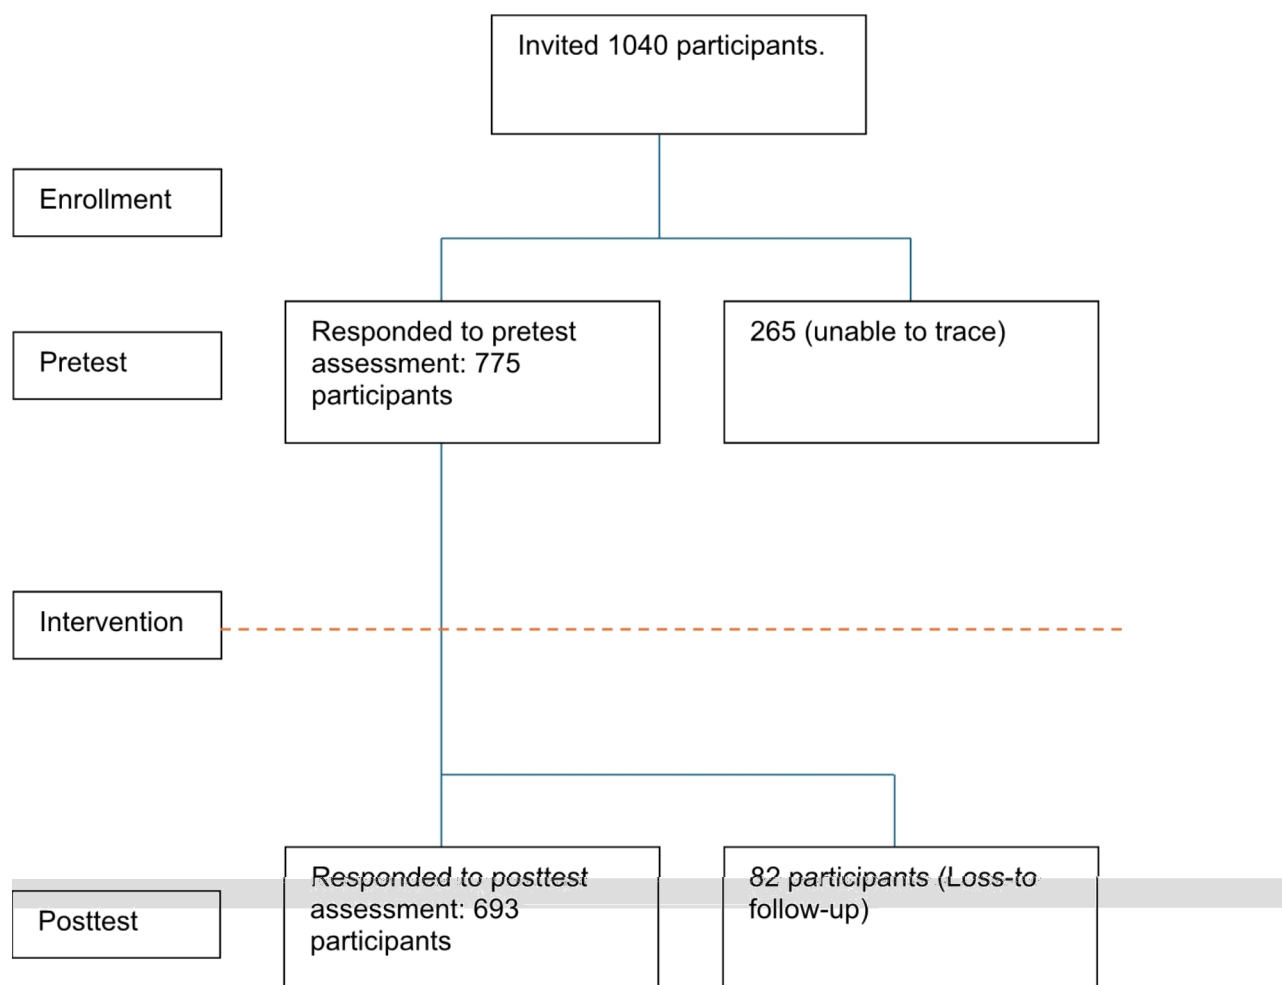 Invited 1040 participants.
Enrollment
Responded to pretest
assessment: 775
participants
265 (unable to trace)
Pretest
Intervention
Responded to posttest
assessment: 693
participants
82 participants (Loss-to
follow-up)
Posttest